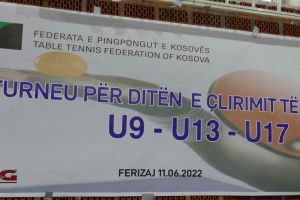 FEDERATA E PINGPONGUT E KOSOVËS
TABLE TENNIS FEDERATION OF KOSOVA
TURNEU PËR DITËN E ÇLIRIMIT TË
U9 - U13 - U17
FERIZAJ 11.06.2022